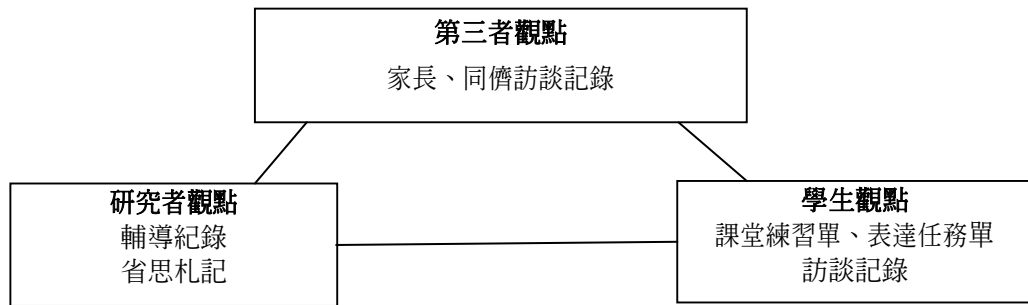 第三者觀點
家長、同儕訪談記錄
研究者觀點
輔導紀錄
省思札記
學生觀點
課堂練習單、表達任務單
訪談記錄